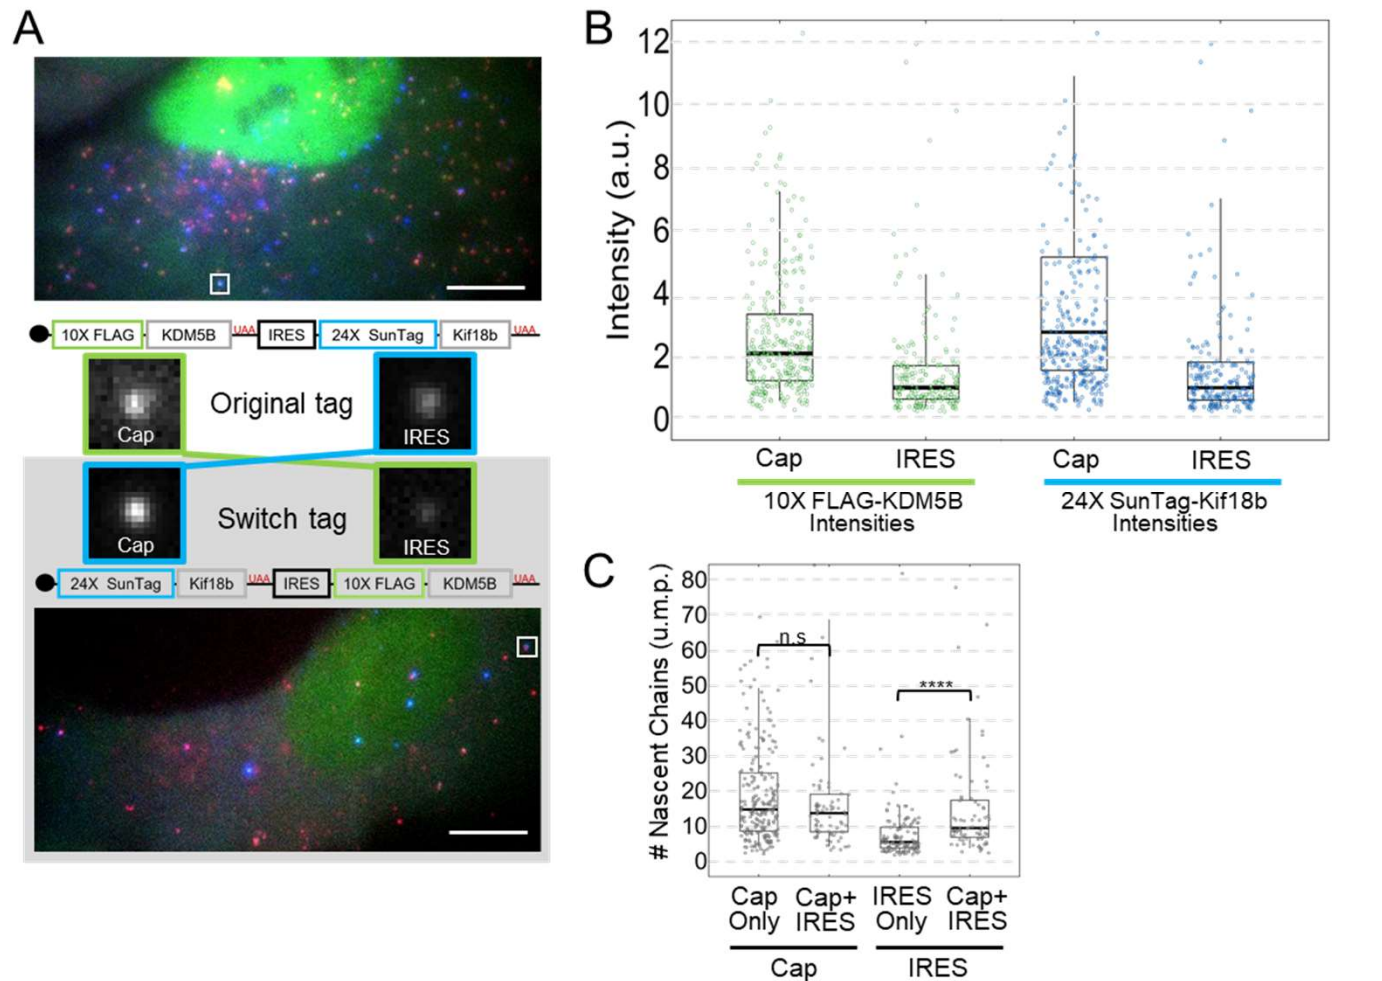 A
10X FLAG KDM5B UAA IRES 24X SunTag Kif18b UAA
Cap
Original tag
IRES
Cap
Switch tag
IRES
24X SunTag Kif18b UAA IRES 10X FLAG KDM5B UAA
B
Intensity (a.u.)
12
10
8
6
4
2
0
Cap IRES Cap IRES
10X FLAG-KDM5B
Intensities
24X SunTag-Kif18b
Intensities
C
# Nascent Chains (u.m.p.)
80
70
60
50
40
30
20
10
0
n.s
****
Cap
Only
Cap+
IRES
IRES
Only
Cap+
IRES
Cap
IRES